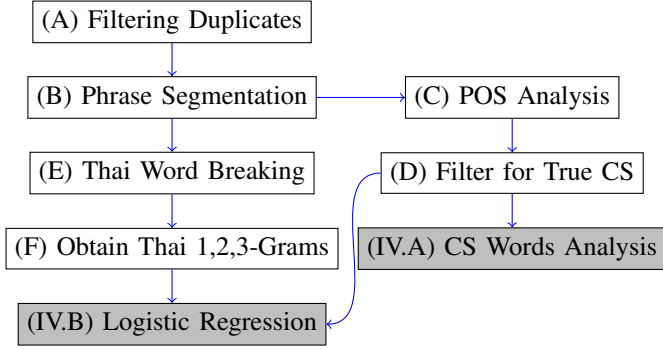 (A) Filtering Duplicates
(B) Phrase Segmentation
(C) POS Analysis
(E) Thai Word Breaking
(D) Filter for True CS
(F) Obtain Thai 1,2,3-Grams
(IV.A) CS Words Analysis
(IV.B) Logistic Regression